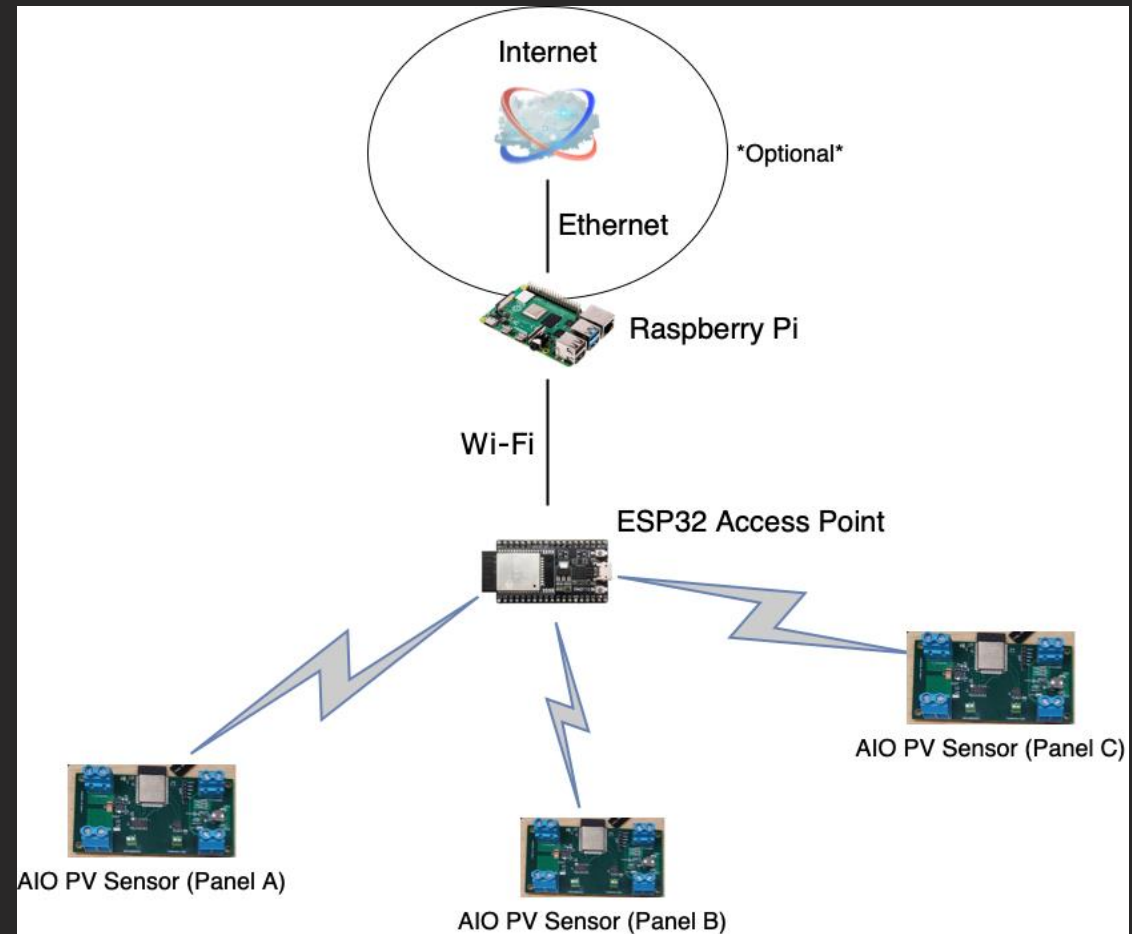 Internet
*Optional*
Ethernet
Raspberry Pi
Wi-Fi
ESP32 Access Point
AIO PV Sensor (Panel C)
AIO PV Sensor (Panel A)
AIO PV Sensor (Panel B)